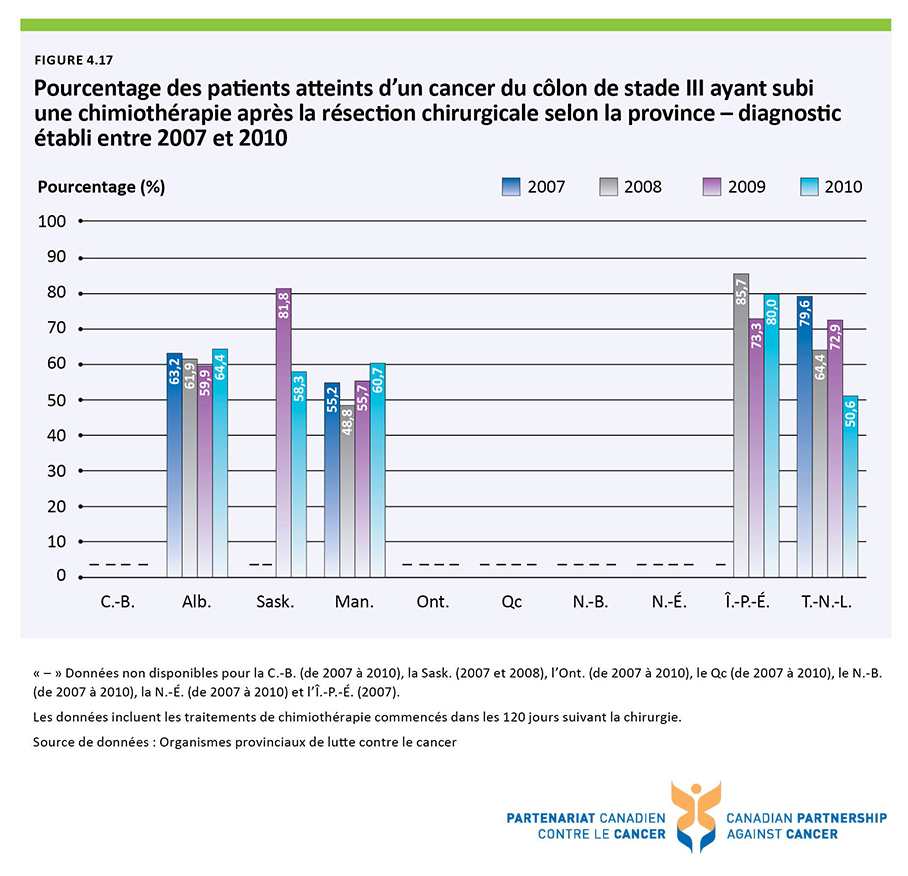 FIGURE 4.17
Pourcentage des patients atteints d’un cancer du côlon de stade III ayant subi
une chimiothérapie après la résection chirurgicale selon la province – diagnostic
établi entre 2007 et 2010
Pourcentage (%)
2007 2008 2009 2010
100
90
80
70
60
50
40
30
20
10
0
63,2 61,9 59,9 64,4
81,8 58,3
55,2 48,8 55,7 60,7
85,7 73,3 80,0
79,6 64,4 72,9 50,6
C.-B. Alb. Sask. Man. Ont. Qc N.-B. N.-É. Î.-P.-É. T.-N.-L.
« – » Données non disponibles pour la C.-B. (de 2007 à 2010), la Sask. (2007 et 2008), l’Ont. (de 2007 à 2010), le Qc (de 2007 à 2010), le N.-B.
(de 2007 à 2010), la N.-É. (de 2007 à 2010) et l’Î.-P.-É. (2007).
Les données incluent les traitements de chimiothérapie commencés dans les 120 jours suivant la chirurgie.
Source de données : Organismes provinciaux de lutte contre le cancer
PARTENARIAT CANADIEN
CONTRE LE CANCER
CANADIAN PARTNERSHIP
AGAINST CANCER